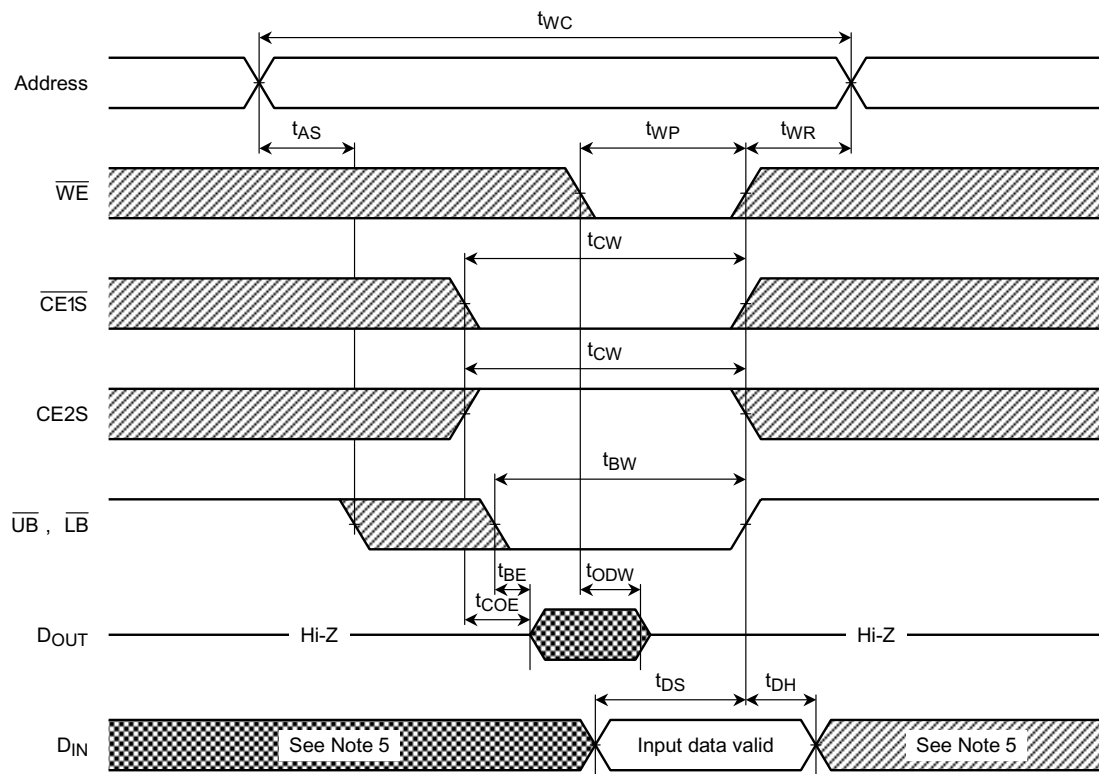 tWC
Address
tAS
tWP
tWR
WE
tCW
CE1S
tCW
CE2S
tBW
UB , LB
tBE
tODW
tCOE
DOUT
Hi-Z
Hi-Z
tDS
tDH
DIN
See Note 5
Input data valid
See Note 5